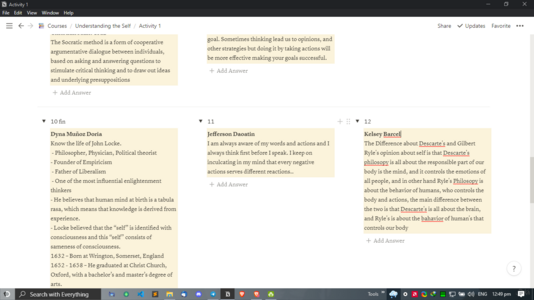 Activity 1
File Edit View Window Help
Courses / Understanding the Self / Activity 1
Share Updates Favorite
The Socratic method is a form of cooperative
argumentative dialogue between individuals,
based on asking and answering questions to
stimulate critical thinking and to draw out ideas
and underlying presuppositions
+ Add Answer
goal. Sometimes thinking lead us to opinions, and
other strategies but doing it by taking actions will
be more effective making your goals successful.
+ Add Answer
10 fis
Dyna Muñoz Doria
Know the life of John Locke.
- Philosopher, Physician, Political theorist
- Founder of Empiricism
- Father of Liberalism
- One of the most influential enlightenment
thinkers
- He believes that human mind at birth is a tabula
rasa, which means that knowledge is derived from
experience.
- Locke believed that the "self" is identified with
consciousness and this "self" consists of
sameness of consciousness.
1632 - Born at Wrington, Somerset, England
1652 - 1658 - He graduated at Christ Church,
Oxford, with a bachelor's and master's degree of
arts.
11
Jefferson Daostin
I am always aware of my words and actions and I
always think first before I speak. I keep on
inculcating in my mind that every negative
actions serves different reactions..
+ Add Answer
12
Kelsey Barcel
The Difference about Descarte's and Gilbert
Ryle's opinion about self is that Descarte's
philosopy is all about the responsible part of our
body is the mind, and it controls the emotions of
all people, and in other hand Ryle's Philosopy is
about the behavior of humans, who controls the
body and actions, the main difference between
the two is that Descarte's is all about the brain,
and Ryle's is about the bahavior of human's that
controls our body
+ Add Answer
?
Search with Everything
Tools
ENG 12:49 pm